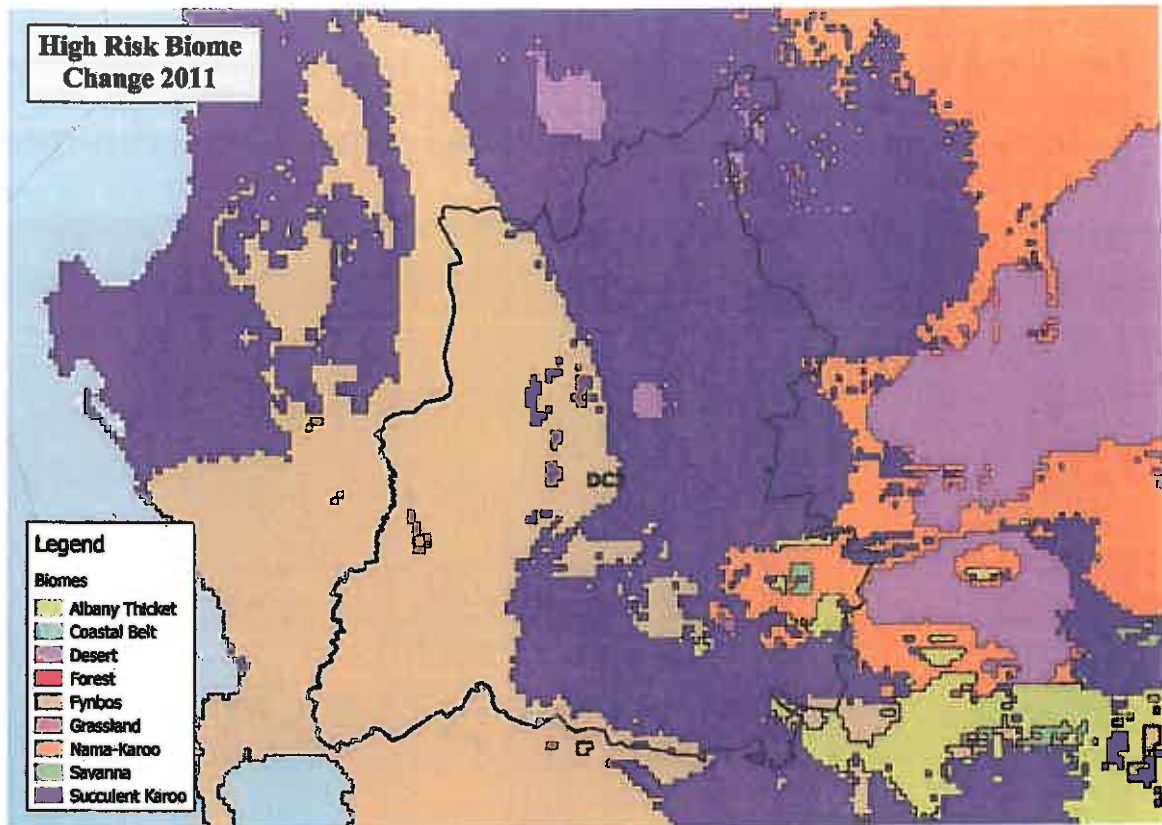 High Risk Biome
Change 2011
DC2
Legend
Biomes
Albany Thicket
Coastal Belt
Desert
Forest
Fynbos
Grassland
Nama-Karoo
Savanna
Succulent Karoo